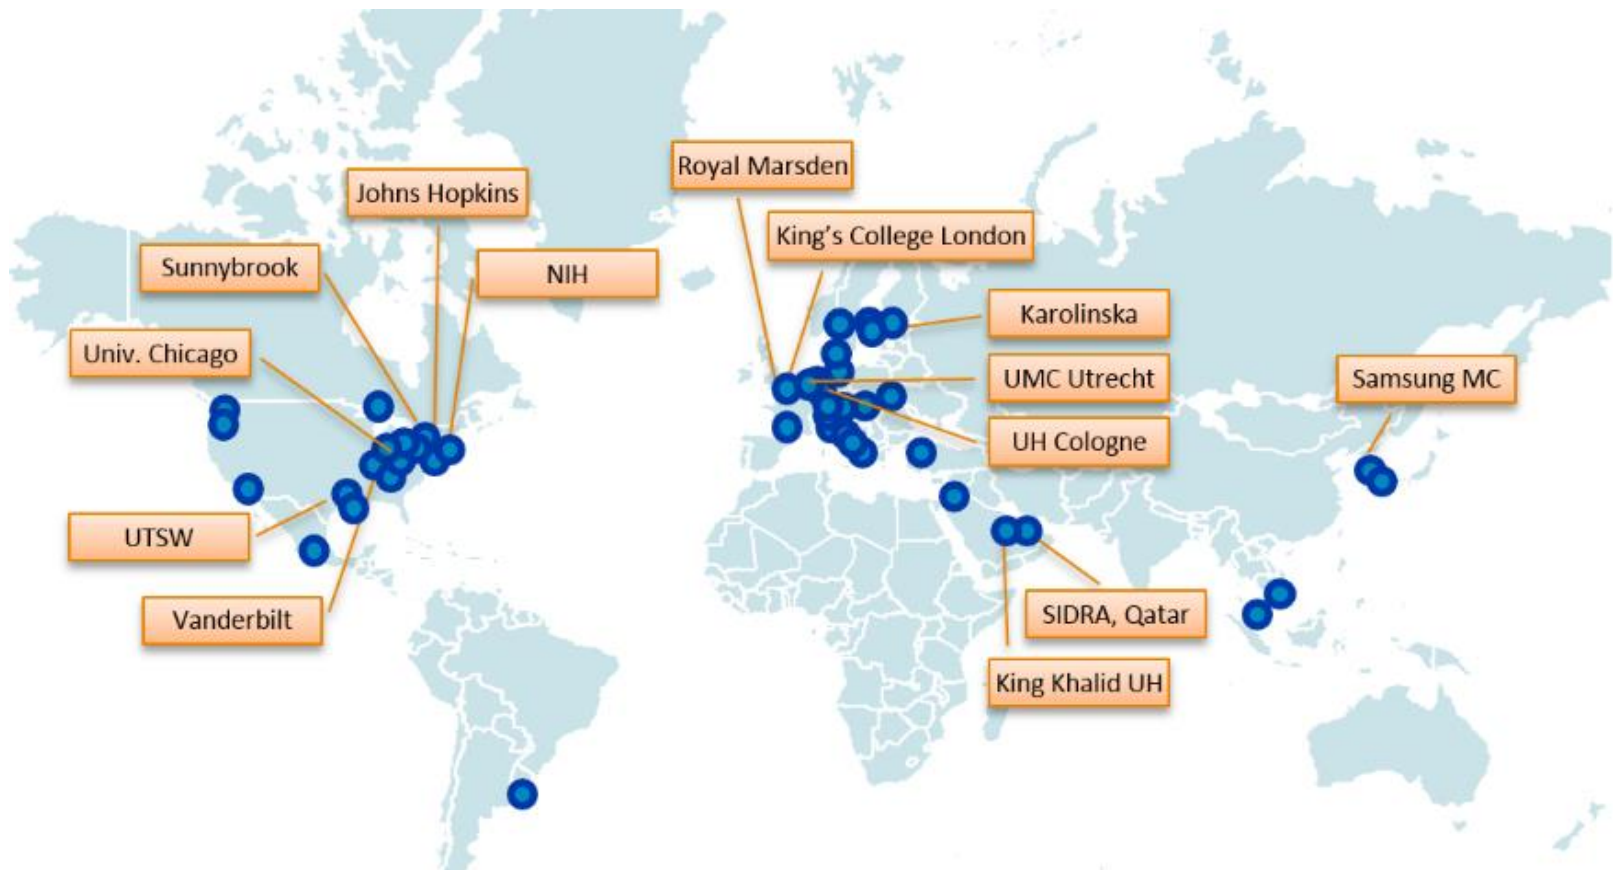 Royal Marsden
Johns Hopkins
King’s College London
Sunnybrook
NIH
Karolinska
Univ. Chicago
UMC Utrecht
Samsung MC
UH Cologne
UTSW
Vanderbilt
SIDRA, Qatar
King Khalid UH